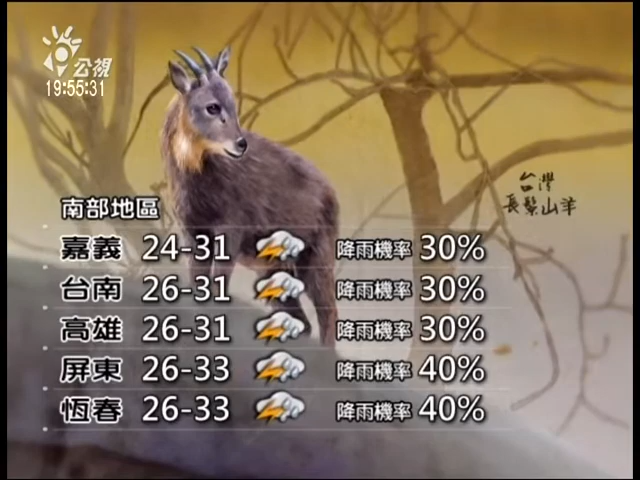 公視
19:55:31
台灣
長鬃山羊
南部地區
嘉義 24-31 降雨機率 30%
台南 26-31 降雨機率 30%
高雄 26-31 降雨機率 30%
屏東 26-33 降雨機率 40%
恆春 26-33 降雨機率 40%